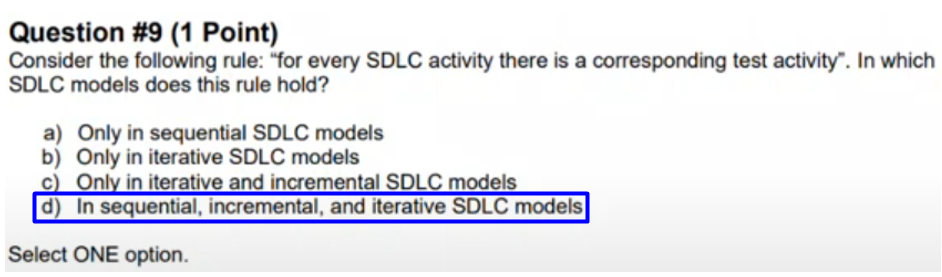 Question #9 (1 Point)
Consider the following rule: “for every SDLC activity there is a corresponding test activity”. In which
SDLC models does this rule hold?
a) Only in sequential SDLC models
b) Only in iterative SDLC models
c) Only in iterative and incremental SDLC models
d) In sequential, incremental, and iterative SDLC models
Select ONE option.